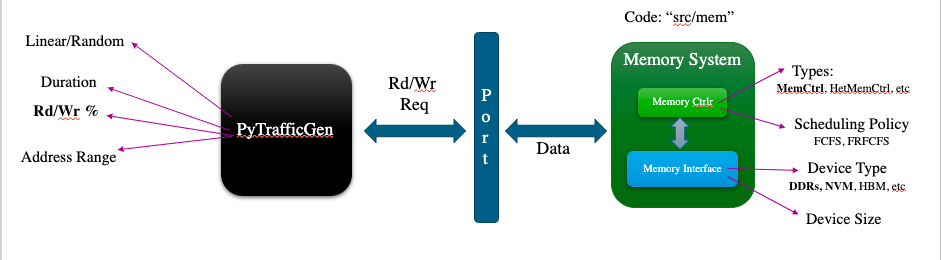 Code: “src/mem”
Linear/Random
Duration
Rd/Wr %
Address Range
PyTrafficGen
Rd/Wr
Req
P
o
r
t
Data
Memory System
Memory Ctrlr
Memory Interface
Types:
MemCtrl, HetMemCtrl, etc
Scheduling Policy
FCFS, FRFCFS
Device Type
DDRs, NVM, HBM, etc
Device Size